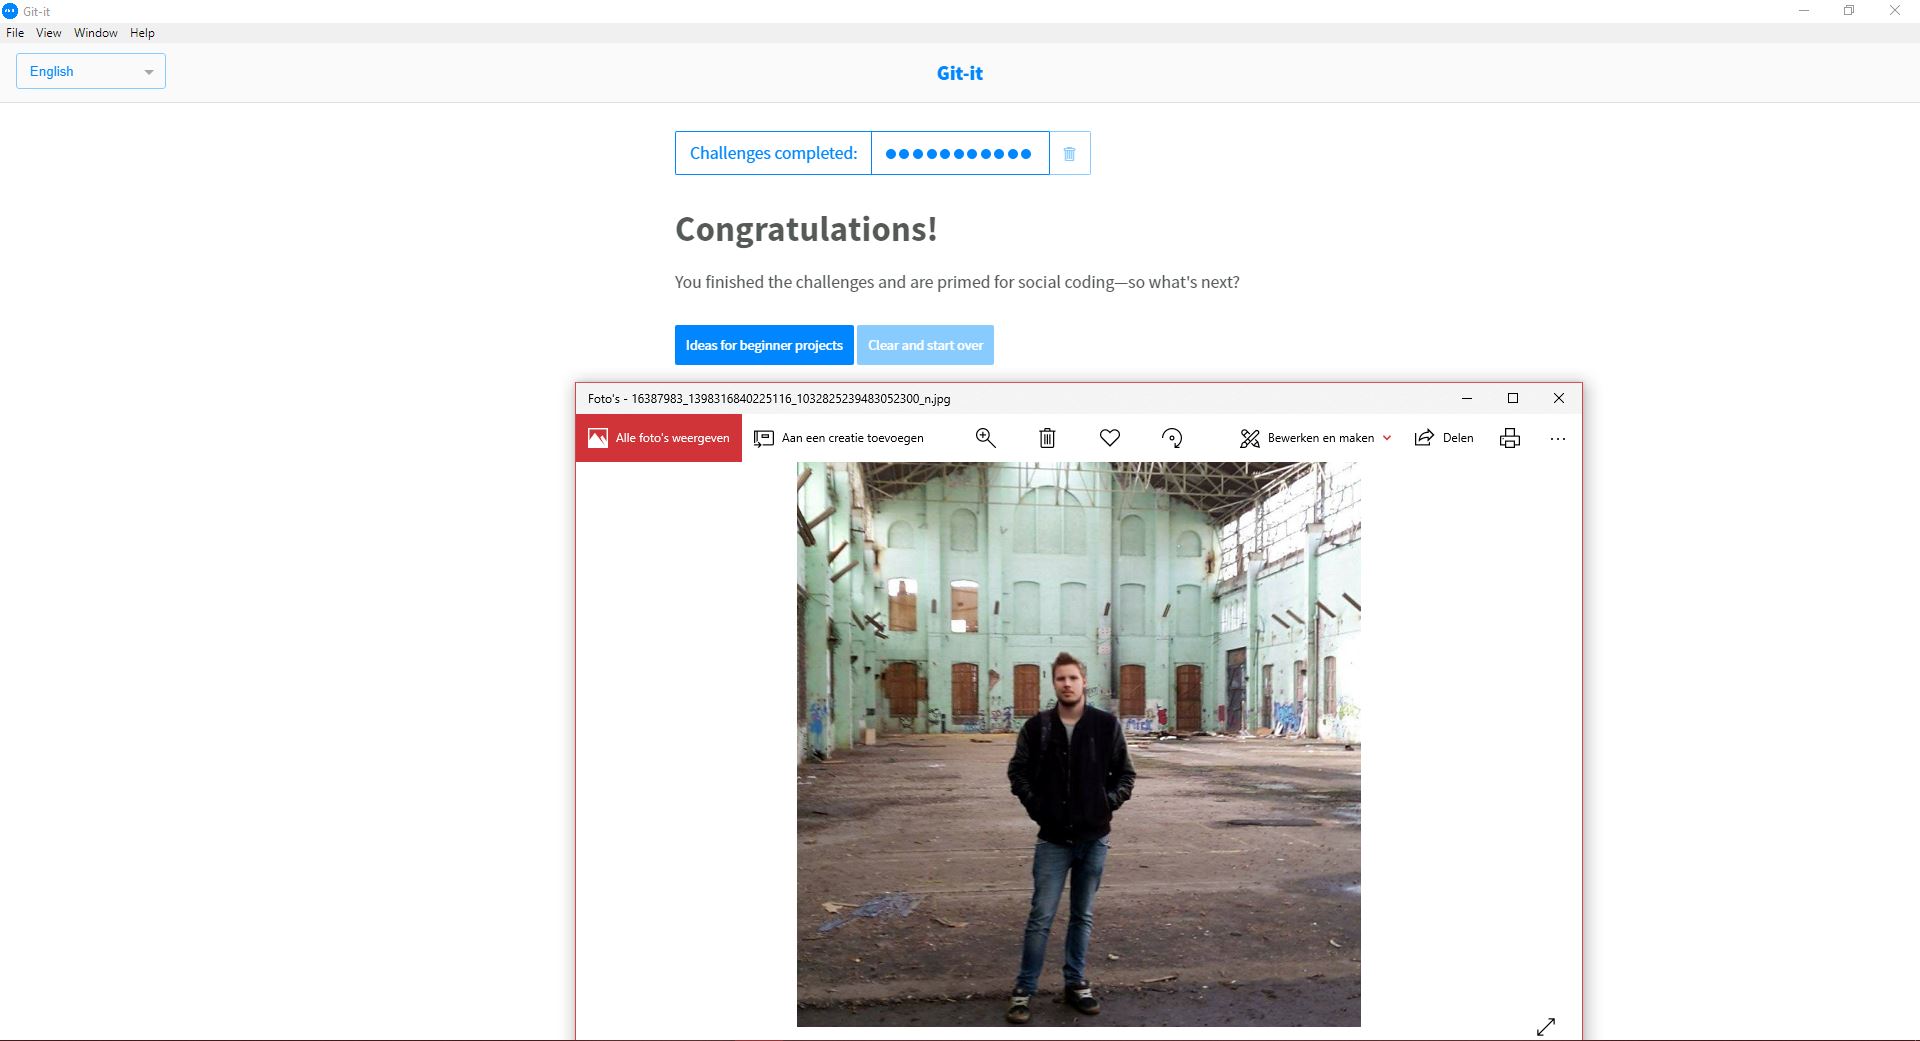 Git-it
File View Window Help
English
Git-it
Challenges completed:
Congratulations!
You finished the challenges and are primed for social coding—so what's next?
Ideas for beginner projects Clear and start over
Foto's - 16387983_1398316840225116_1032825239483052300_n.jpg
Alle foto's weergeven Aan een creatie toevoegen Bewerken en maken Delen